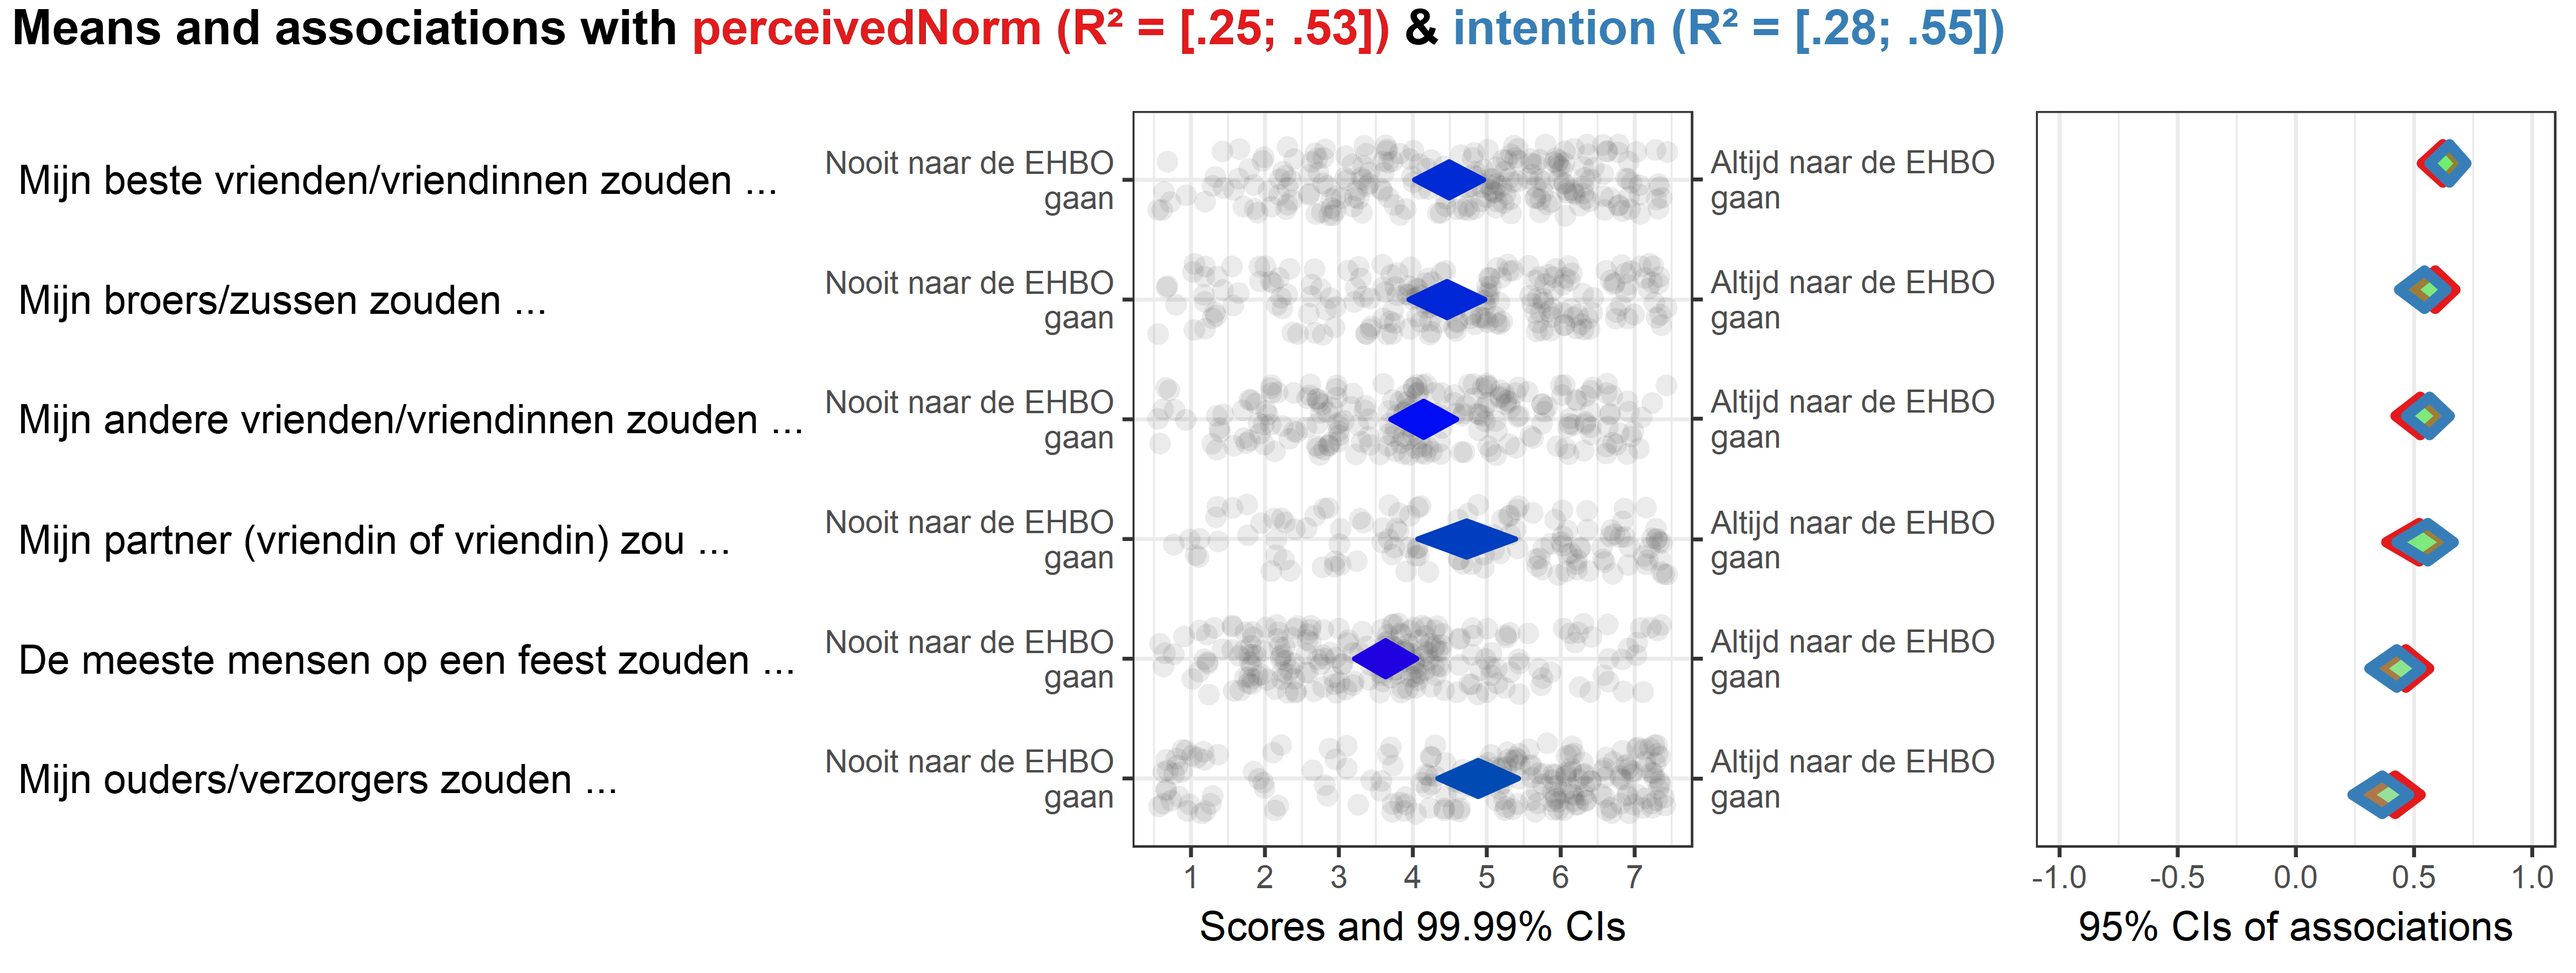 Means and associations with perceivedNorm (R² = [.25; .53]) & intention (R² = [.28; .55])
Mijn beste vrienden/vriendinnen zouden ...
Nooit naar de EHBO
gaan
Altijd naar de EHBO
gaan
Mijn broers/zussen zouden ...
Nooit naar de EHBO
gaan
Altijd naar de EHBO
gaan
Mijn andere vrienden/vriendinnen zouden ...
Nooit naar de EHBO
gaan
Altijd naar de EHBO
gaan
Mijn partner (vriendin of vriendin) zou ...
Nooit naar de EHBO
gaan
Altijd naar de EHBO
gaan
De meeste mensen op een feest zouden ...
Nooit naar de EHBO
gaan
Altijd naar de EHBO
gaan
Mijn ouders/verzorgers zouden ...
Nooit naar de EHBO
gaan
Altijd naar de EHBO
gaan
1 2 3 4 5 6 7
Scores and 99.99% CIs
-1.0 -0.5 0.0 0.5 1.0
95% CIs of associations